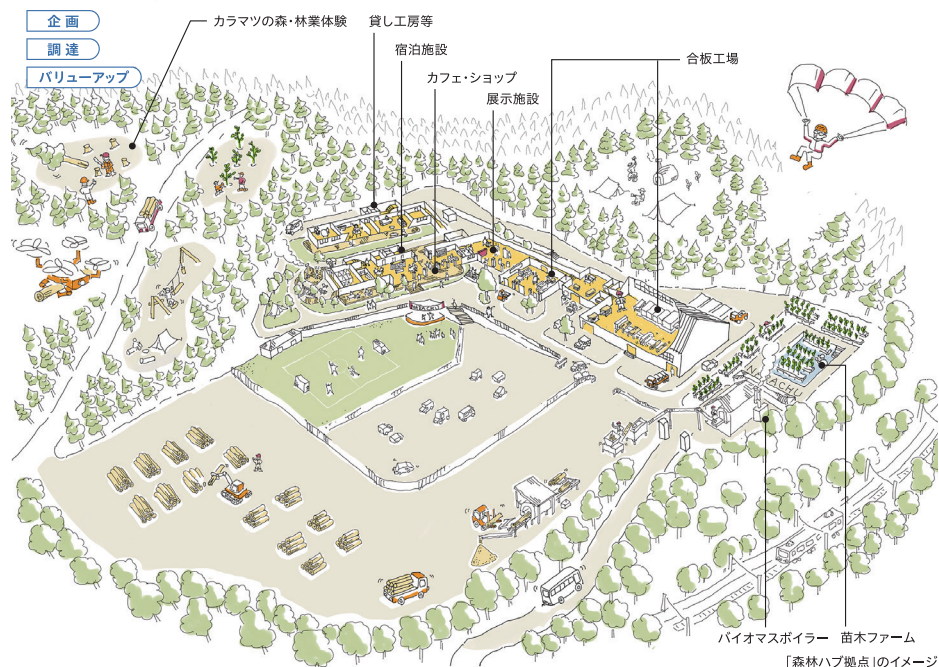 企画
調達
バリューアップ
カラマツの森・林業体験
貸し工房等
宿泊施設
カフェ・ショップ
展示施設
合板工場
バイオマスボイラー
苗木ファーム
「森林ハブ拠点」のイメージ